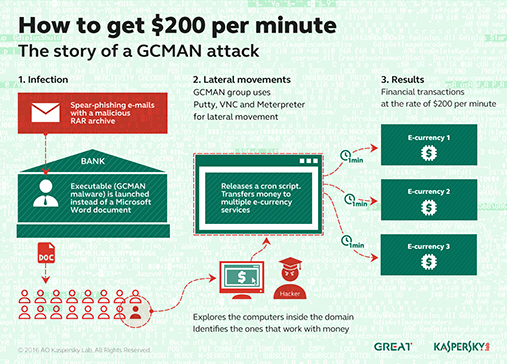 How to get $200 per minute
The story of a GCMAN attack
1. Infection
Spear-phishing e-mails
with a malicious
RAR archive
BANK
Executable (GCMAN
malware) is launched
instead of a Microsoft
Word document
DOC
2. Lateral movements
GCMAN group uses
Putty, VNC and Meterpreter
for lateral movement
Releases a cron script.
Transfers money to
multiple e-currency
services
$
Hacker
Explores the computers inside the domain
Identifies the ones that work with money
3. Results
Financial transactions
at the rate of $200 per minute
1min
E-currency 1
$
1min
E-currency 2
$
1min
E-currency 3
$
© 2016 AO Kaspersky Lab. All Rights Reserved.
GREAT
KASPERSKY LAB